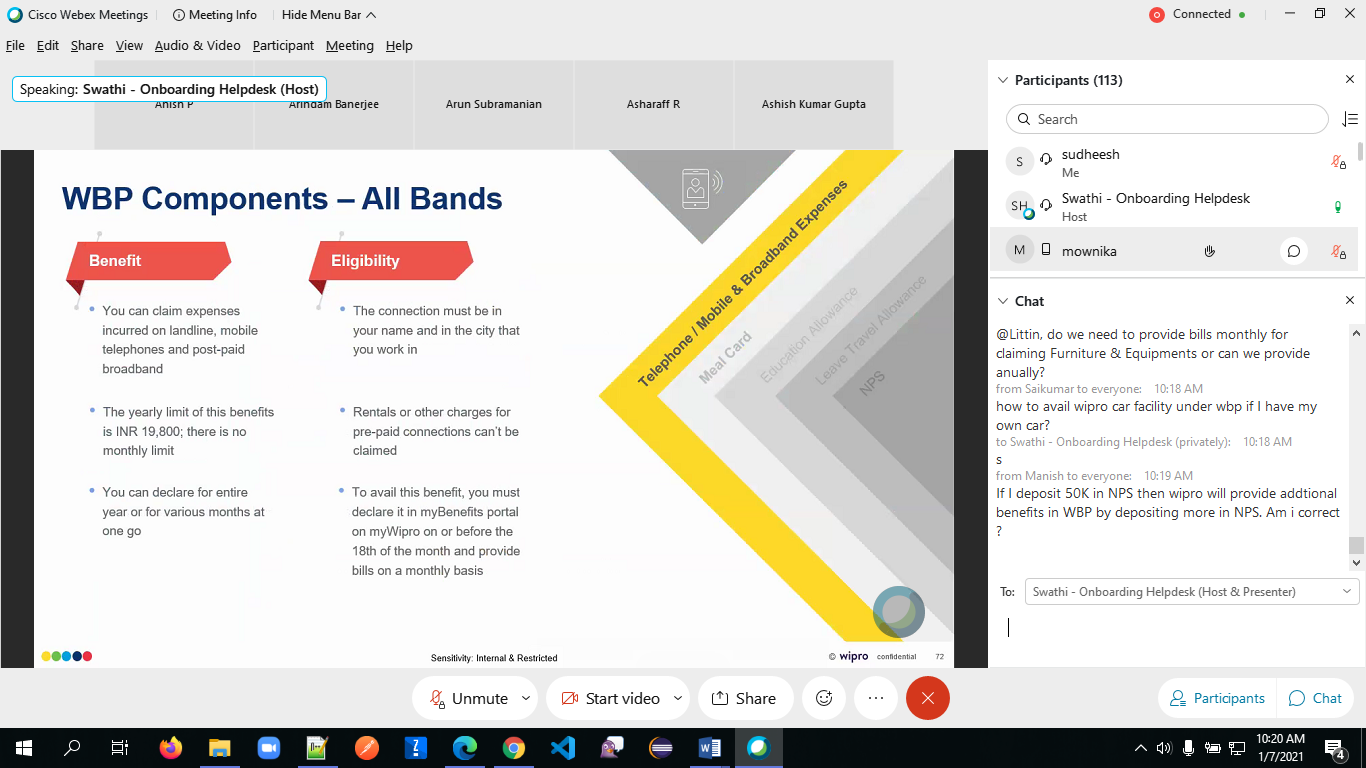 Cisco Webex Meetings
Meeting Info
Hide Menu Bar
Connected
File Edit Share View Audio & Video Participant Meeting Help
Speaking: Swathi - Onboarding Helpdesk (Host)
Anish P
Arindam Banerjee
Arun Subramanian
Asharaff R
Ashish Kumar Gupta
WBP Components – All Bands
Benefit
You can claim expenses
incurred on landline, mobile
telephones and post-paid
broadband
The yearly limit of this benefits
is INR 19,800; there is no
monthly limit
You can declare for entire
year or for various months at
one go
Eligibility
The connection must be in
your name and in the city that
you work in
Rentals or other charges for
pre-paid connections can't be
claimed
To avail this benefit, you must
declare it in myBenefits portal
on myWipro on or before the
18th of the month and provide
bills on a monthly basis
Telephone / Mobile & Broadband Expenses
Meal Card
Education Allowance
Leave Travel Allowance
NPS
Sensitivity: Internal & Restricted
© wipro confidential 72
Participants (113)
Search
S
sudheesh
Me
SH
Swathi - Onboarding Helpdesk
Host
M
mownika
Chat
@Littin, do we need to provide bills monthly for
claiming Furniture & Equipments or can we provide
anually?
from Saikumar to everyone: 10:18 AM
how to avail wipro car facility under wbp if I have my
own car?
to Swathi - Onboarding Helpdesk (privately): 10:18 AM
s
from Manish to everyone: 10:19 AM
If I deposit 50K in NPS then wipro will provide addtional
benefits in WBP by depositing more in NPS. Am i correct
?
To: Swathi - Onboarding Helpdesk (Host & Presenter)
Unmute
Start video
Share
Participants
Chat
10:20 AM
1/7/2021
4